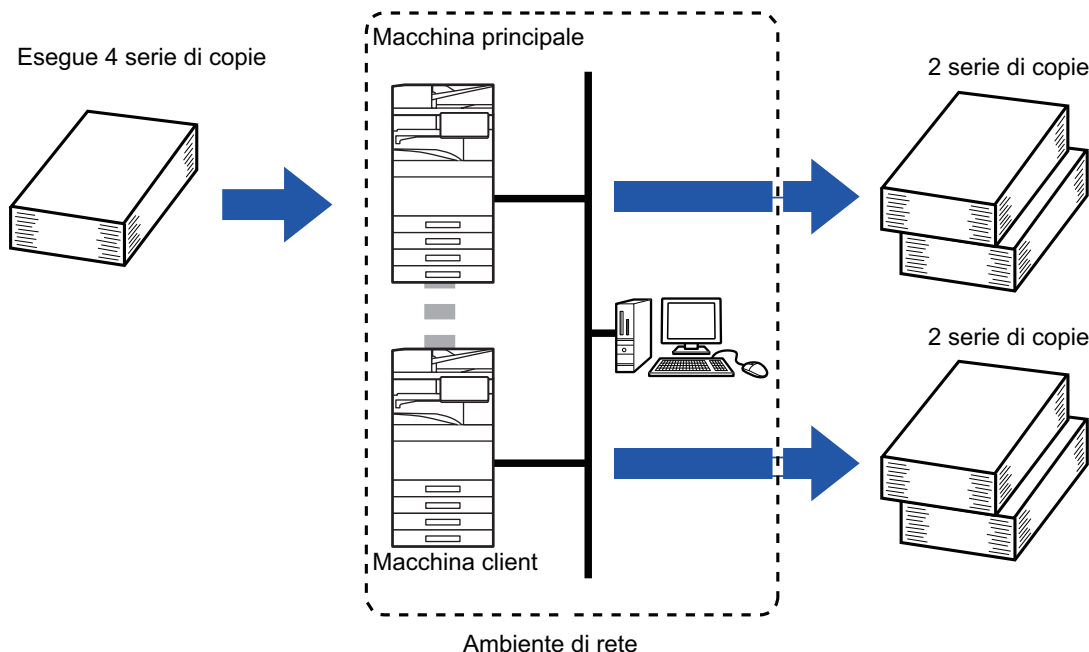 Esegue 4 serie di copie
Macchina principale
2 serie di copie
2 serie di copie
Macchina client
Ambiente di rete